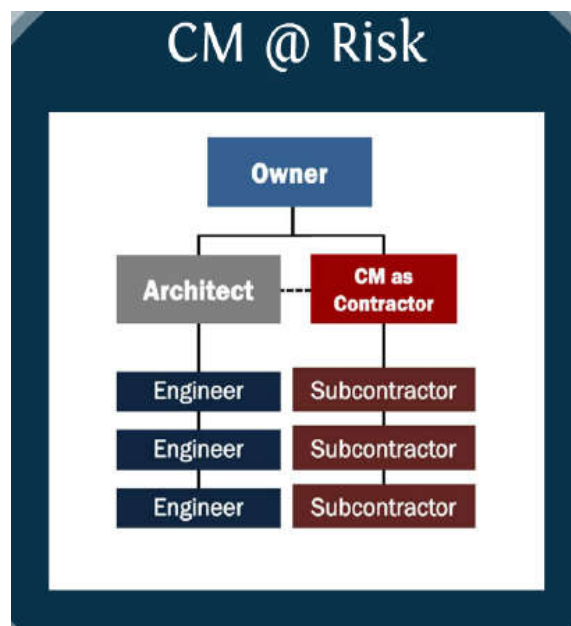 CM @ Risk
Owner
Architect
CM as
Contractor
Engineer
Subcontractor
Engineer
Subcontractor
Engineer
Subcontractor